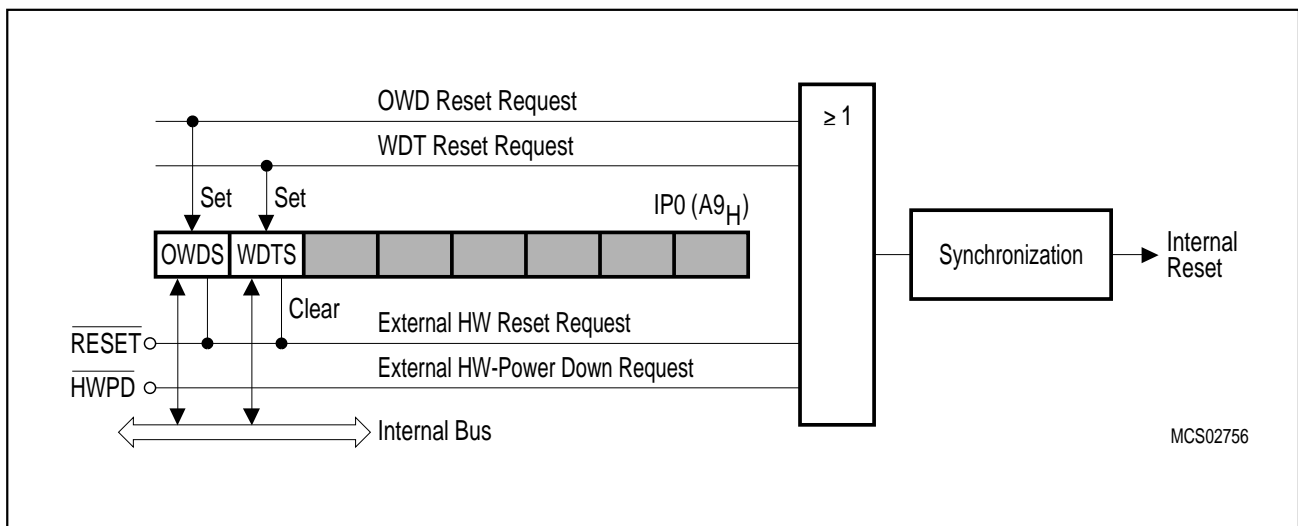 OWD Reset Request
≥ 1
WDT Reset Request
Set
Set
IP0 (A9H)
OWDS
WDTS
Synchronization
Internal
Reset
Clear
RESET
External HW Reset Request
HWPD
External HW-Power Down Request
Internal Bus
MCS02756